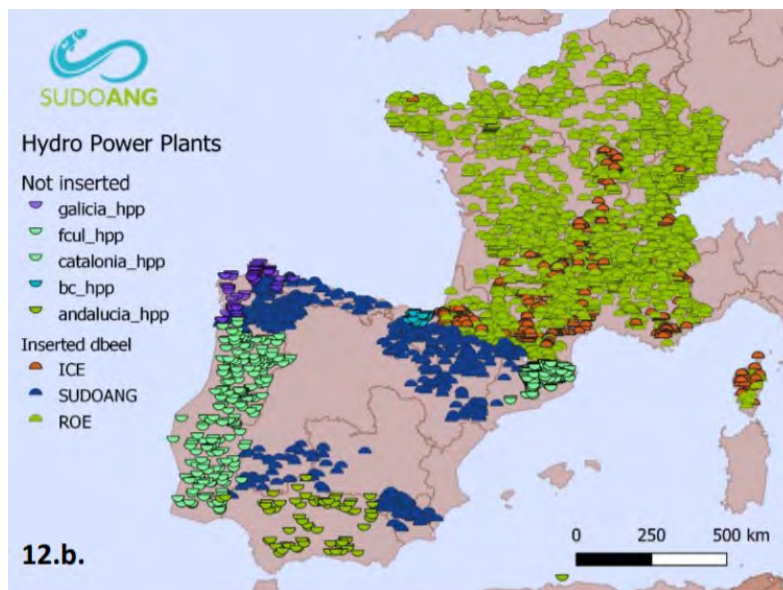 SUDOANG
Hydro Power Plants
Not inserted
galicia_hpp
fcul_hpp
catalonia_hpp
bc_hpp
andalucia_hpp
Inserted dbeel
ICE
SUDOANG
ROE
12.b.
0 250 500 km